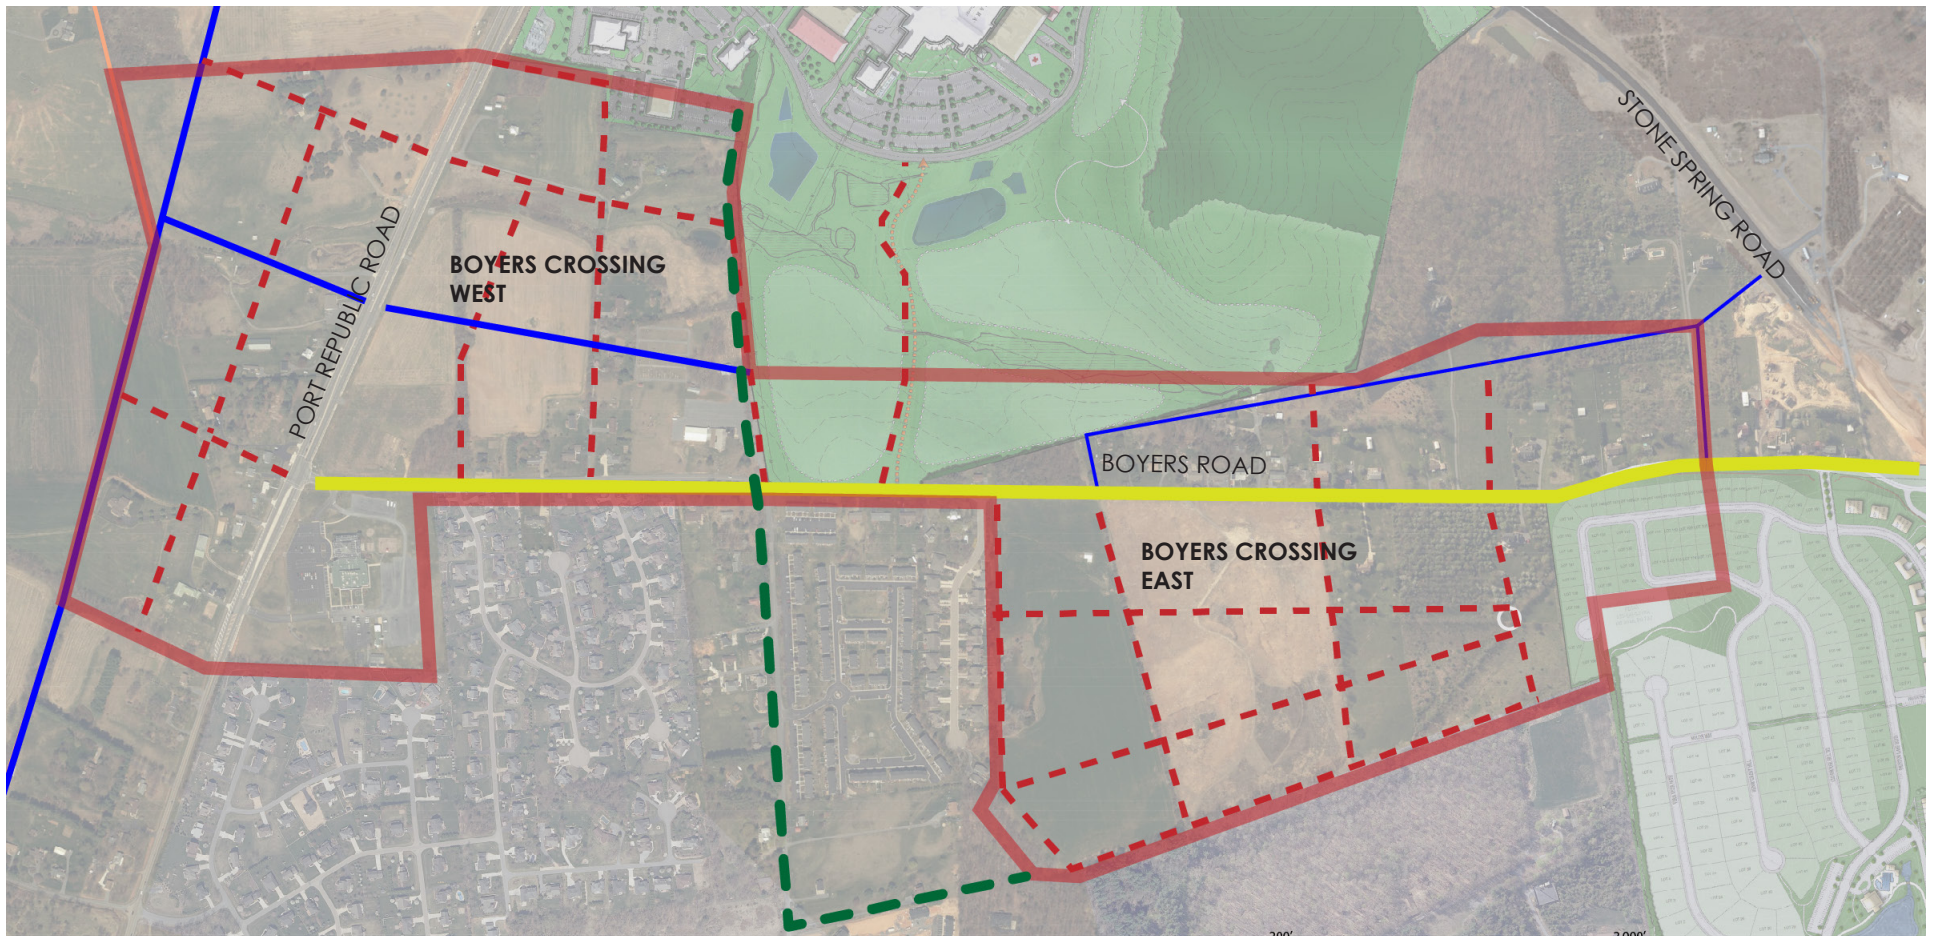 STONE SPRING ROAD
PORT REPUBLIC ROAD
BOYERS CROSSING
WEST
BOYERS ROAD
BOYERS CROSSING
EAST